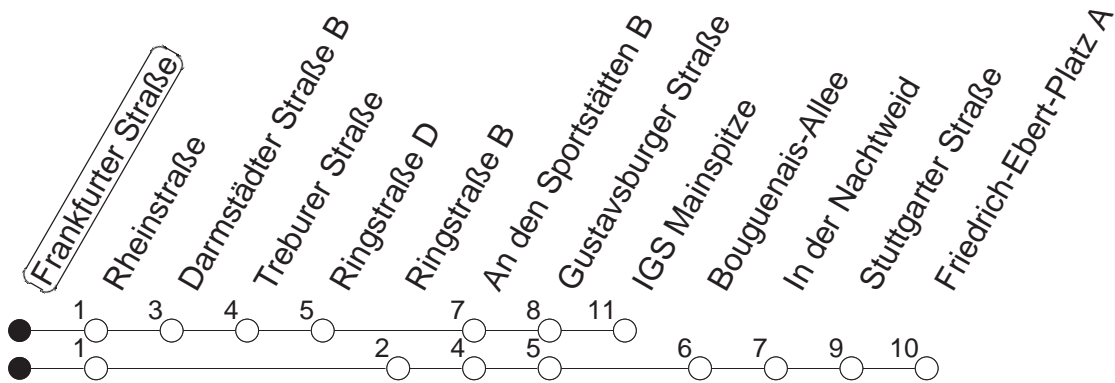 Frankfurter Straße
Rheinstraße
Darmstädter Straße B
Treburer Straße
Ringstraße D
Ringstraße B
An den Sportstätten B
Gustavsburger Straße
IGS Mainspitze
Bouguenais-Allee
In der Nachtweid
Stuttgarter Straße
Friedrich-Ebert-Platz A
1 3 4 5 7 8 11
1 2 4 5 6 7 9 10